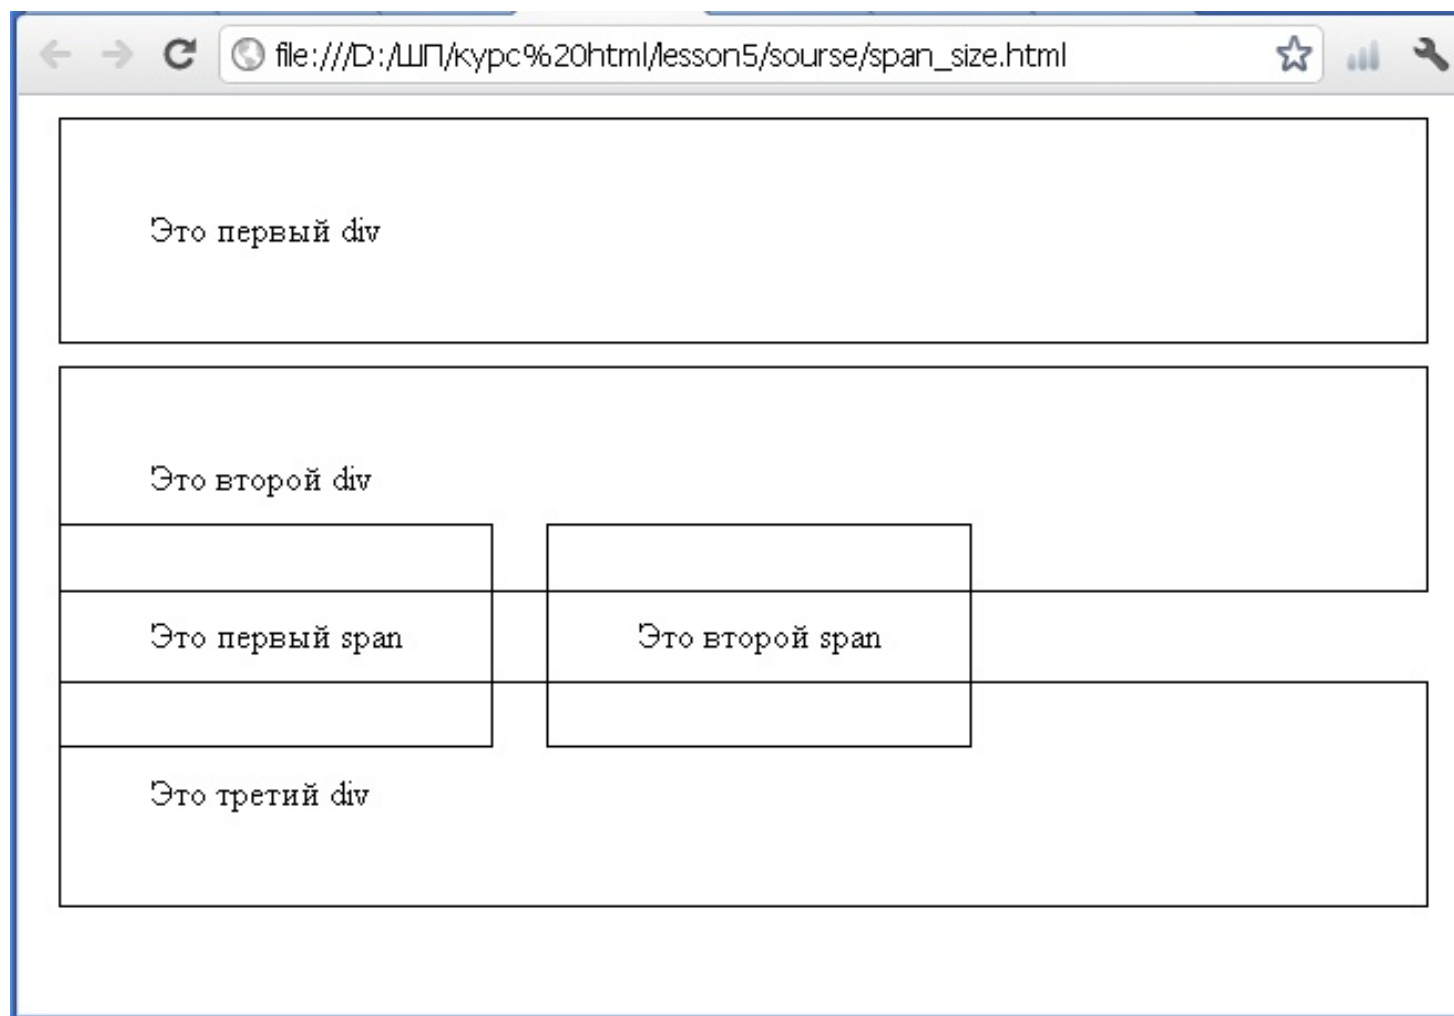 file:///D:/ШП/курс%20html/lesson5/sourse/span_size.html
Это первый div
Это второй div
Это первый span Это второй span
Это третий div